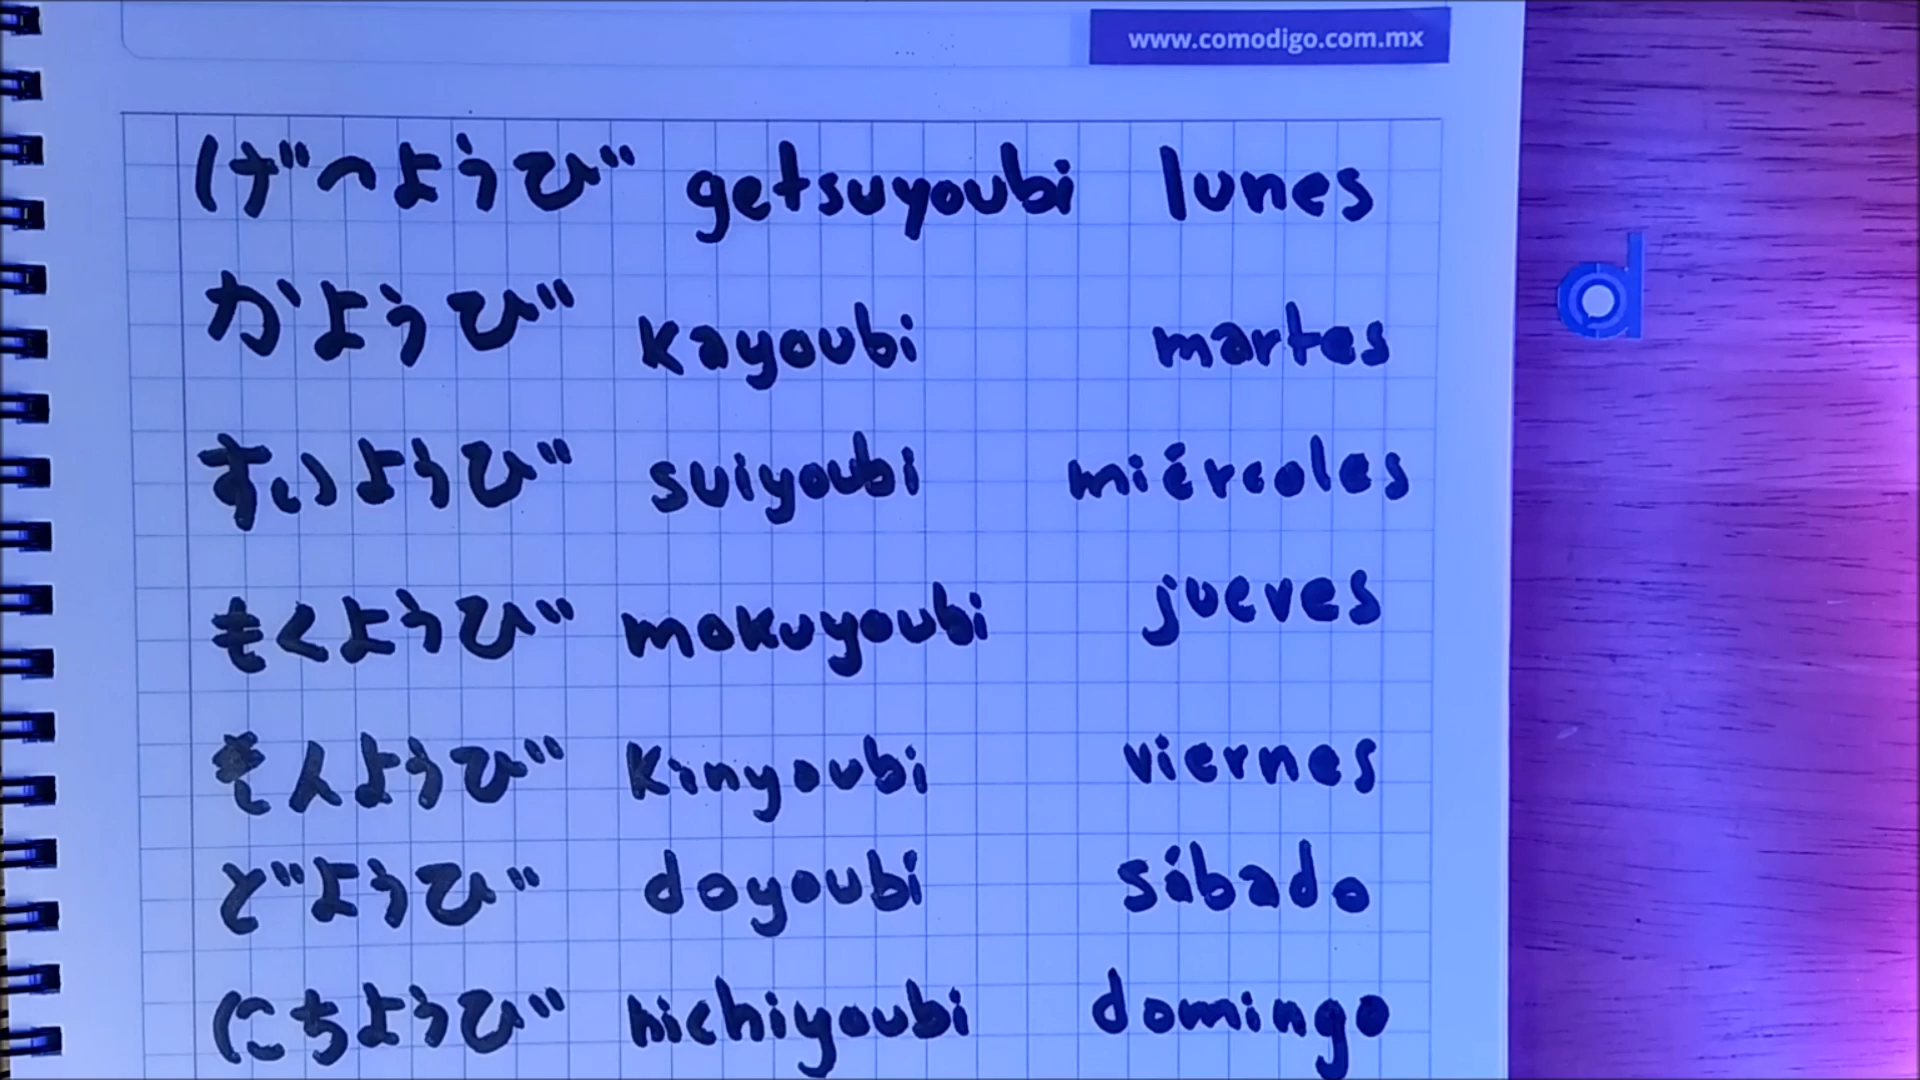 www.comodigo.com.mx
げつようび getsuyoubi lunes
かようび kayoubi martes
すいようび suiyoubi miércoles
もくようび mokuyoubi jueves
きんようび kinyoubi viernes
どようび doyoubi sábado
にちようび nichiyoubi domingo